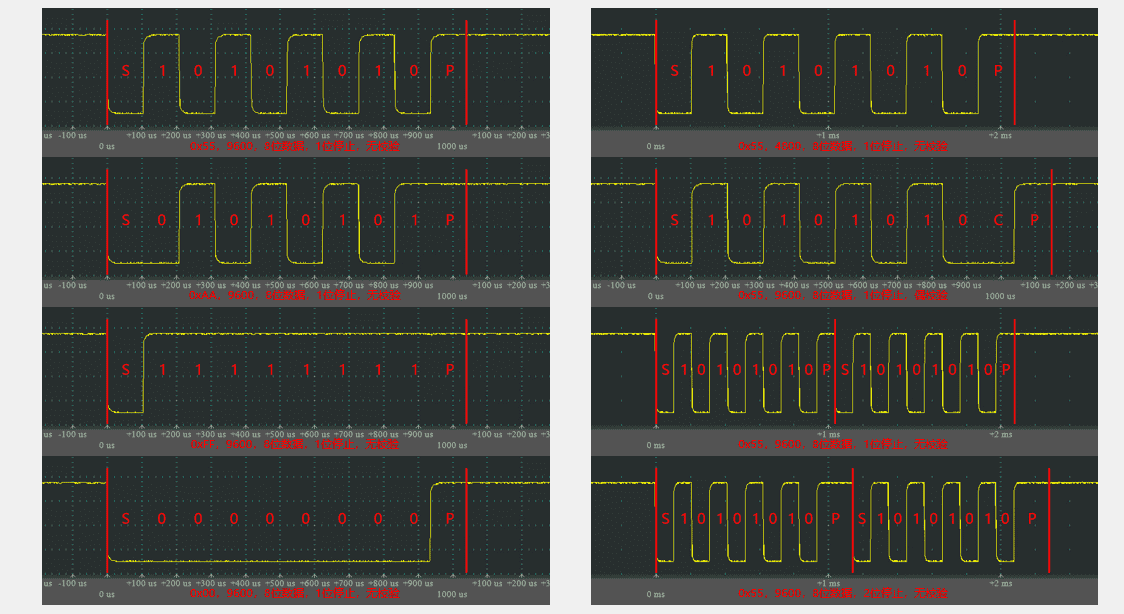 S 1 0 1 0 1 0 1 0 P
us -100 us +100 us +200 us +300 us +400 us +500 us +600 us +700 us +800 us +900 us +100 us +200 us +3
0 us 1000 us
0x55，9600，8位数据，1位停止，无校验
S 0 1 0 1 0 1 0 1 P
us -100 us +100 us +200 us +300 us +400 us +500 us +600 us +700 us +800 us +900 us +100 us +200 us +3
0 us 1000 us
0xAA，9600，8位数据，1位停止，无校验
S 1 1 1 1 1 1 1 1 P
us -100 us +100 us +200 us +300 us +400 us +500 us +600 us +700 us +800 us +900 us +100 us +200 us +3
0 us 1000 us
0xFF，9600，8位数据，1位停止，无校验
S 0 0 0 0 0 0 0 0 P
us -100 us +100 us +200 us +300 us +400 us +500 us +600 us +700 us +800 us +900 us +100 us +200 us +3
0 us 1000 us
0x00，9600，8位数据，1位停止，无校验
S 1 0 1 0 1 0 1 0 P
+1 ms +2
0 ms
0x55，4800，8位数据，1位停止，无校验
S 1 0 1 0 1 0 1 0 C P
us -100 us +100 us +200 us +300 us +400 us +500 us +600 us +700 us +800 us +900 us +100 us +200 us +3
0 us 1000 us
0x55，9600，8位数据，1位停止，偶校验
S 1 0 1 0 1 0 1 0 P S 1 0 1 0 1 0 1 0 P
+1 ms +2 ms
0 ms
0x55，9600，8位数据，1位停止，无校验
S 1 0 1 0 1 0 1 0 P S 1 0 1 0 1 0 1 0 P
+1 ms +2 ms
0 ms
0x55，9600，8位数据，2位停止，无校验